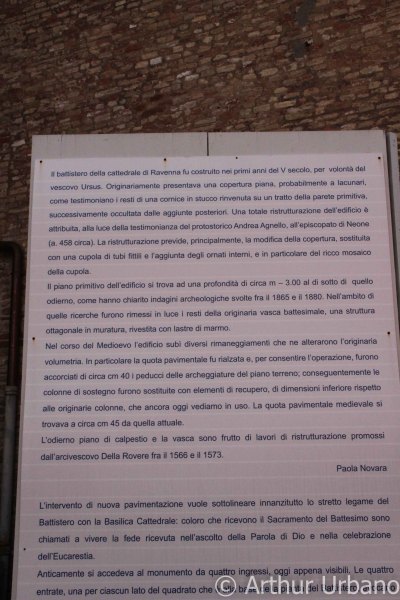 Il battistero della cattedrale di Ravenna fu costruito nei primi anni del V secolo, per volontà del
vescovo Ursus. Originariamente presentava una copertura piana, probabilmente a lacunari,
come testimoniano i resti di una cornice in stucco rinvenuta su un tratto della parete primitiva,
successivamente occultata dalle aggiunte posteriori. Una totale ristrutturazione dell'edificio è
attribuita, alla luce della testimonianza del protostorico Andrea Agnello, all'episcopato di Neone
(a. 458 circa). La ristrutturazione previde, principalmente, la modifica della copertura, sostituita
con una cupola di tubi fittili e l'aggiunta degli ornati interni, e in particolare del ricco mosaico
della cupola.
Il piano primitivo dell'edificio si trova ad una profondità di circa m – 3.00 al di sotto di quello
odierno, come hanno chiarito indagini archeologiche svolte fra il 1865 e il 1880. Nell'ambito di
quelle ricerche furono rimessi in luce i resti della originaria vasca battesimale, una struttura
ottagonale in muratura, rivestita con lastre di marmo.
Nel corso del Medioevo l'edificio subì diversi rimaneggiamenti che ne alterarono l'originaria
volumetria. In particolare la quota pavimentale fu rialzata e, per consentire l'operazione, furono
accorciati di circa cm 40 i peducci delle archeggiature del piano terreno; conseguentemente le
colonne di sostegno furono sostituite con elementi di recupero, di dimensioni inferiore rispetto
alle originarie colonne, che ancora oggi vediamo in uso. La quota pavimentale medievale si
trovava a circa cm 45 da quella attuale.
L'odierno piano di calpestio e la vasca sono frutto di lavori di ristrutturazione promossi
dall'arcivescovo Della Rovere fra il 1566 e il 1573.
Paola Novara
L'intervento di nuova pavimentazione vuole sottolineare innanzitutto lo stretto legame del
Battistero con la Basilica Cattedrale: coloro che ricevono il Sacramento del Battesimo sono
chiamati a vivere la fede ricevuta nell'ascolto della Parola di Dio e nella celebrazione
dell'Eucarestia.
Anticamente si accedeva al monumento da quattro ingressi, oggi appena visibili. Le quattro
entrate, una per ciascun lato del quadrato che
© Arthur Urbano